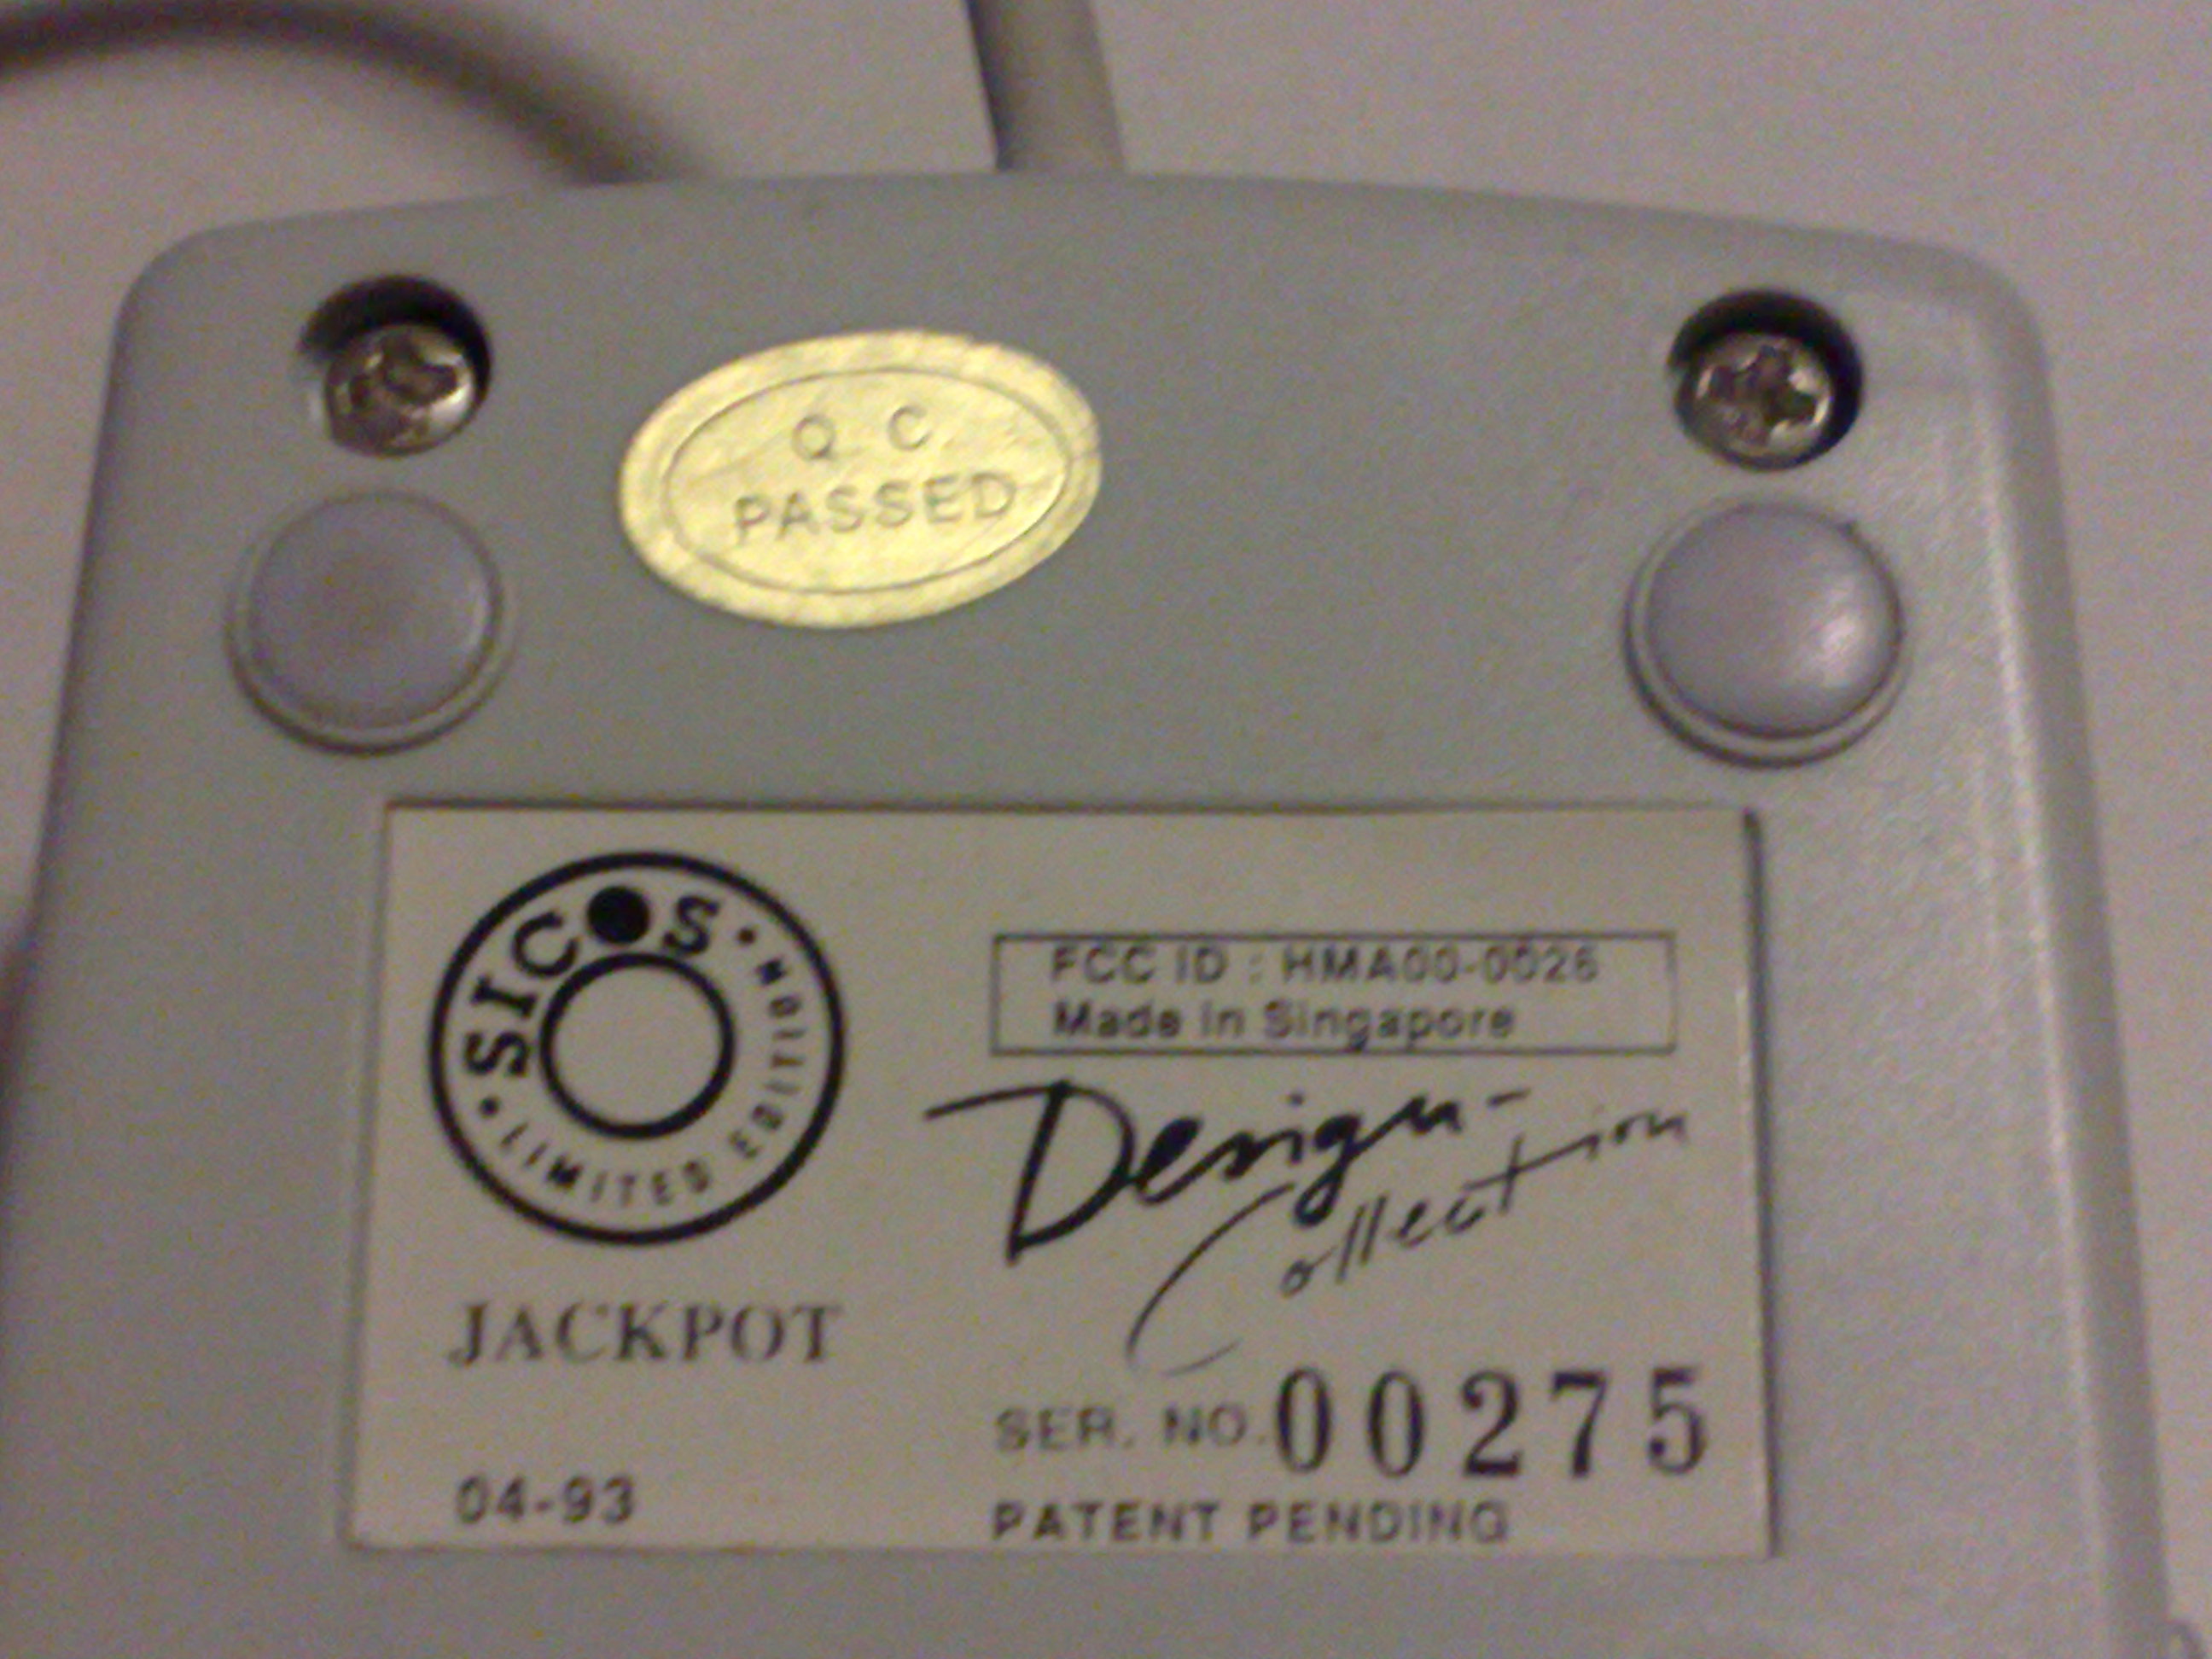 Q C
PASSED
SICOS • LIMITED EDITION •
FCC ID : HMA00-0026
Made in Singapore
Design-
Collection
JACKPOT
SER. NO. 00275
04-93
PATENT PENDING